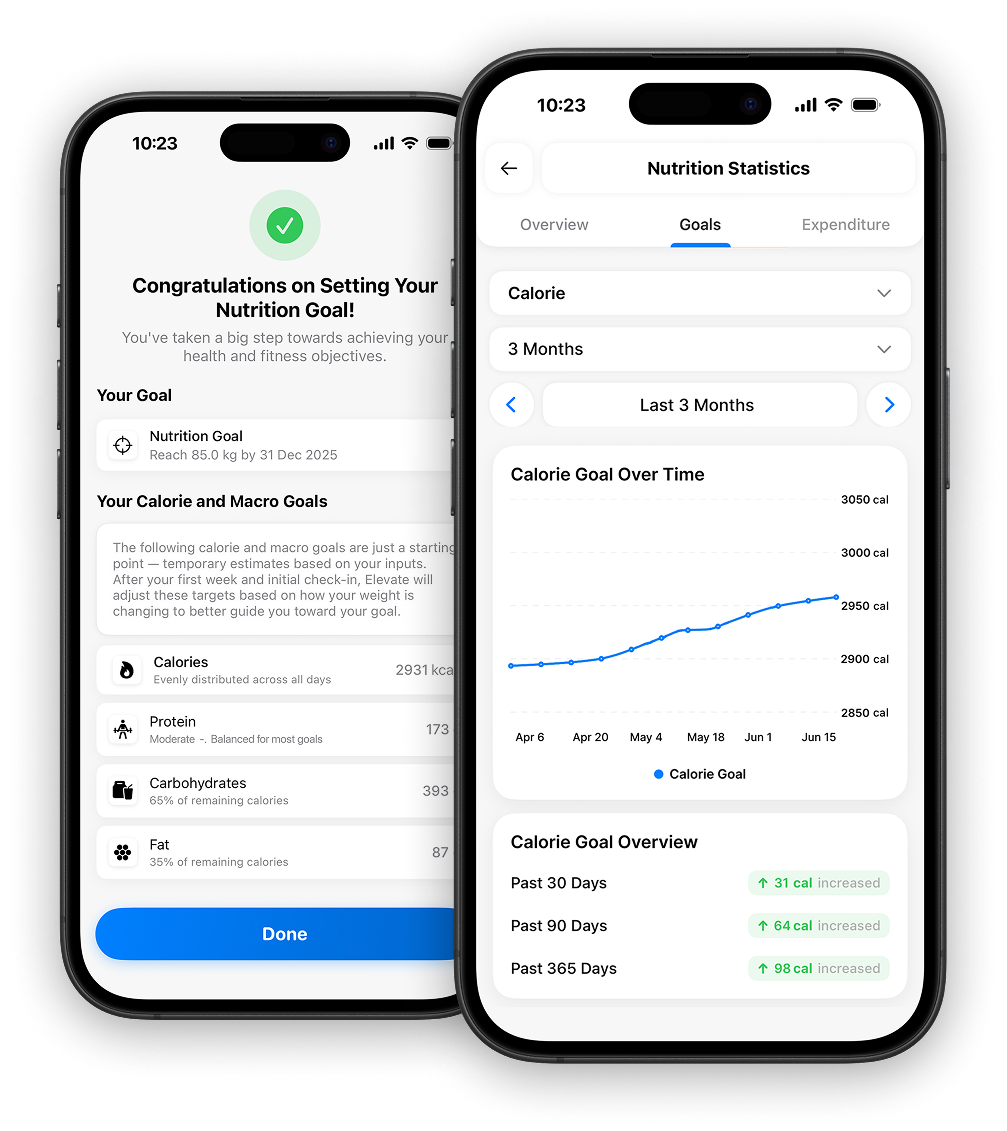 10:23
Congratulations on Setting Your
Nutrition Goal!
You've taken a big step towards achieving your
health and fitness objectives.
Your Goal
Nutrition Goal
Reach 85.0 kg by 31 Dec 2025
Your Calorie and Macro Goals
The following calorie and macro goals are just a starting
point — temporary estimates based on your inputs.
After your first week and initial check-in, Elevate will
adjust these targets based on how your weight is
changing to better guide you toward your goal.
Calories
Evenly distributed across all days
2931 kca
Protein
Moderate -. Balanced for most goals
173
Carbohydrates
65% of remaining calories
393
Fat
35% of remaining calories
87
Done
10:23
Nutrition Statistics
Overview
Goals
Expenditure
Calorie
3 Months
Last 3 Months
Calorie Goal Over Time
3050 cal
3000 cal
2950 cal
2900 cal
2850 cal
Apr 6
Apr 20
May 4
May 18
Jun 1
Jun 15
Calorie Goal
Calorie Goal Overview
Past 30 Days
↑ 31 cal increased
Past 90 Days
↑ 64 cal increased
Past 365 Days
↑ 98 cal increased